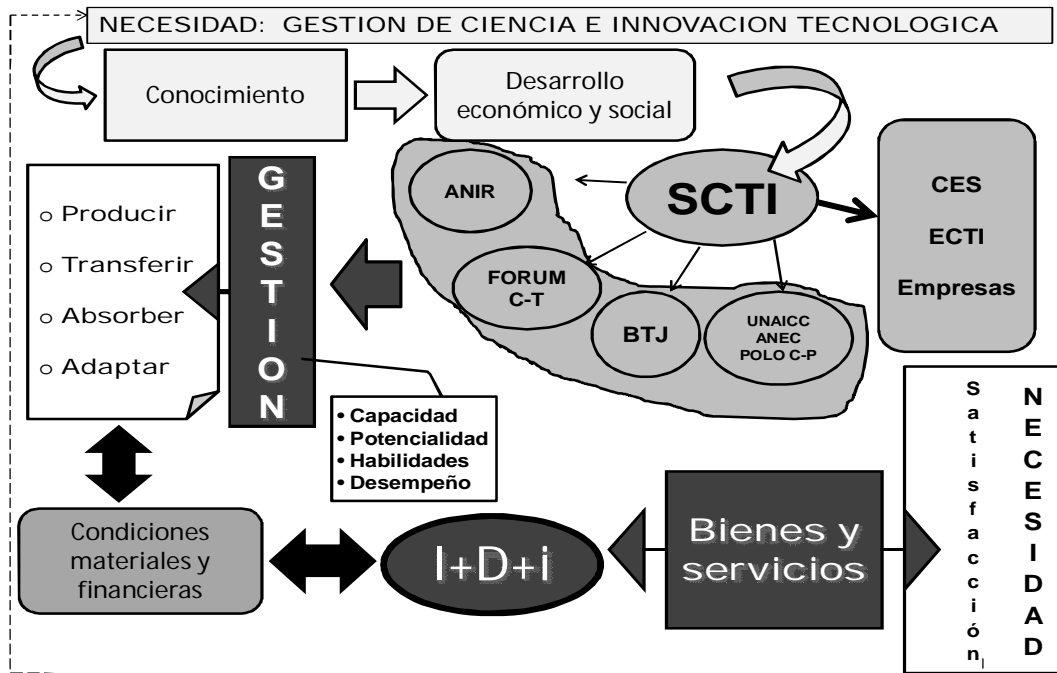 NECESIDAD: GESTION DE CIENCIA E INNOVACION TECNOLOGICA
Conocimiento
Desarrollo
económico y social
SCTI
CES
ECTI
Empresas
ANIR
FORUM
C-T
BTJ
UNAICC
ANEC
POLO C-P
GESTION
o Producir
o Transferir
o Absorber
o Adaptar
• Capacidad
• Potencialidad
• Habilidades
• Desempeño
Condiciones
materiales y
financieras
I+D+i
Bienes y
servicios
Satisfacción
NECESIDAD